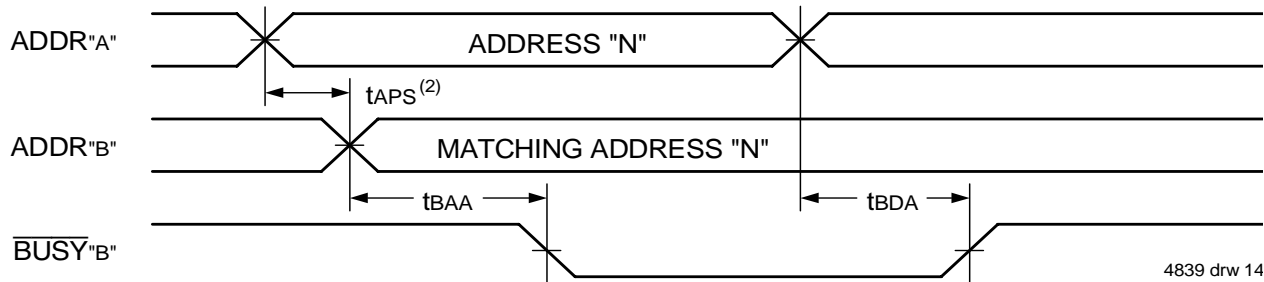 ADDR"A"
ADDRESS "N"
tAPS(2)
ADDR"B"
MATCHING ADDRESS "N"
tBAA
tBDA
BUSY"B"
4839 drw 14